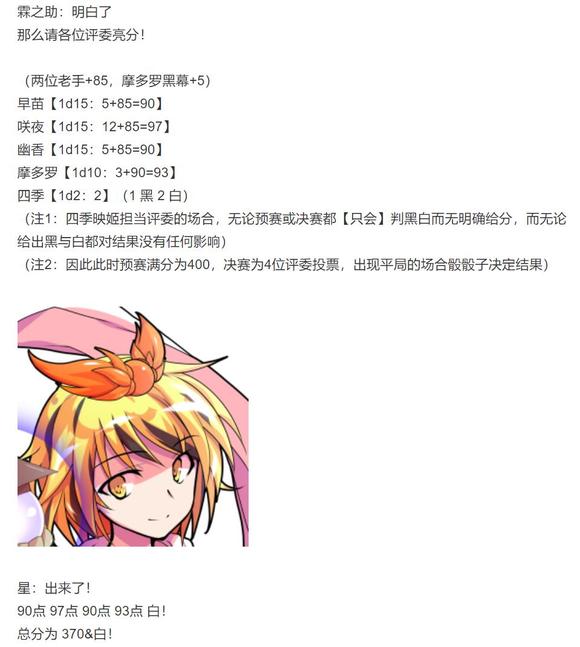 霖之助：明白了
那么请各位评委亮分！
（两位老手+85，摩多罗黑幕+5）
早苗【1d15：5+85=90】
咲夜【1d15：12+85=97】
幽香【1d15：5+85=90】
摩多罗【1d10：3+90=93】
四季【1d2：2】（1 黑 2 白）
（注1：四季映姬担当评委的场合，无论预赛或决赛都【只会】判黑白而无明确给分，而无论
给出黑与白都对结果没有任何影响）
（注2：因此此时预赛满分为400，决赛为4位评委投票，出现平局的场合骰骰子决定结果）
星：出来了！
90点 97点 90点 93点 白！
总分为 370&白！